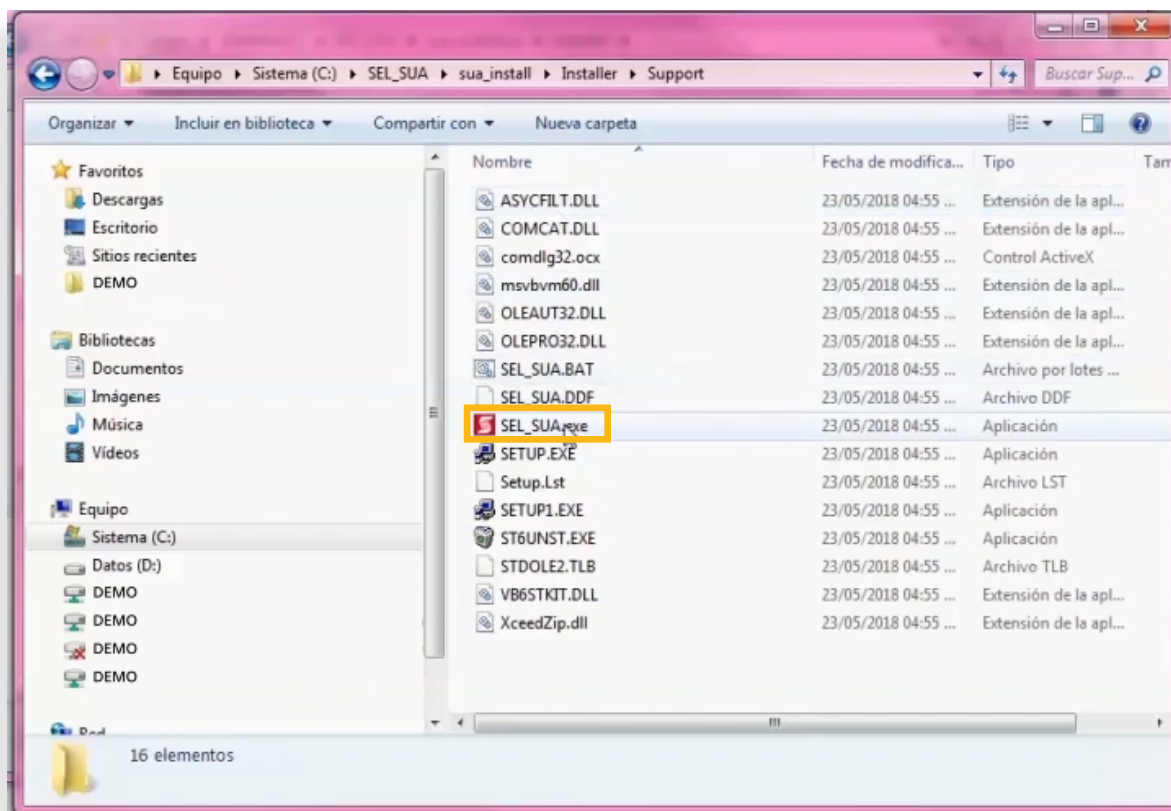 Equipo ▸ Sistema (C:) ▸ SEL_SUA ▸ sua_install ▸ Installer ▸ Support
Buscar Sup...
Organizar Incluir en biblioteca Compartir con Nueva carpeta
Favoritos
Descargas
Escritorio
Sitios recientes
DEMO
Bibliotecas
Documentos
Imágenes
Música
Vídeos
Equipo
Sistema (C:)
Datos (D:)
DEMO
DEMO
DEMO
DEMO
Red
Nombre Fecha de modifica... Tipo Tam
ASYCFILT.DLL 23/05/2018 04:55 ... Extensión de la apl...
COMCAT.DLL 23/05/2018 04:55 ... Extensión de la apl...
comdlg32.ocx 23/05/2018 04:55 ... Control ActiveX
msvbvm60.dll 23/05/2018 04:55 ... Extensión de la apl...
OLEAUT32.DLL 23/05/2018 04:55 ... Extensión de la apl...
OLEPRO32.DLL 23/05/2018 04:55 ... Extensión de la apl...
SEL_SUA.BAT 23/05/2018 04:55 ... Archivo por lotes ...
SEL_SUA.DDF 23/05/2018 04:55 ... Archivo DDF
SEL_SUA.exe 23/05/2018 04:55 ... Aplicación
SETUP.EXE 23/05/2018 04:55 ... Aplicación
Setup.Lst 23/05/2018 04:55 ... Archivo LST
SETUP1.EXE 23/05/2018 04:55 ... Aplicación
ST6UNST.EXE 23/05/2018 04:55 ... Aplicación
STDOLE2.TLB 23/05/2018 04:55 ... Archivo TLB
VB6STKIT.DLL 23/05/2018 04:55 ... Extensión de la apl...
XceedZip.dll 23/05/2018 04:55 ... Extensión de la apl...
16 elementos